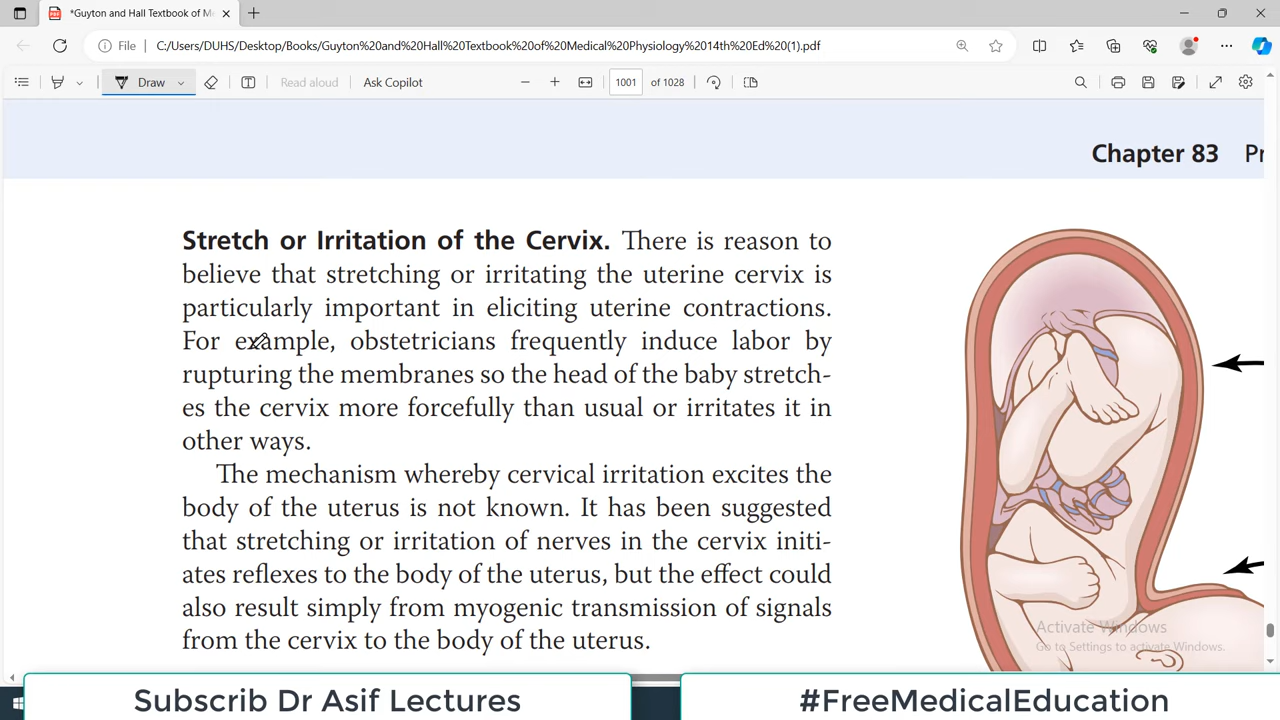 *Guyton and Hall Textbook of Me
File
C:/Users/DUHS/Desktop/Books/Guyton%20and%20Hall%20Textbook%20of%20Medical%20Physiology%2014th%20Ed%20(1).pdf
Draw
Read aloud
Ask Copilot
1001
of 1028
Chapter 83
Pr
Stretch or Irritation of the Cervix. There is reason to
believe that stretching or irritating the uterine cervix is
particularly important in eliciting uterine contractions.
For example, obstetricians frequently induce labor by
rupturing the membranes so the head of the baby stretch-
es the cervix more forcefully than usual or irritates it in
other ways.
The mechanism whereby cervical irritation excites the
body of the uterus is not known. It has been suggested
that stretching or irritation of nerves in the cervix initi-
ates reflexes to the body of the uterus, but the effect could
also result simply from myogenic transmission of signals
from the cervix to the body of the uterus.
Activate Windows
Go to Settings to activate Windows.
Subscrib Dr Asif Lectures
#FreeMedicalEducation